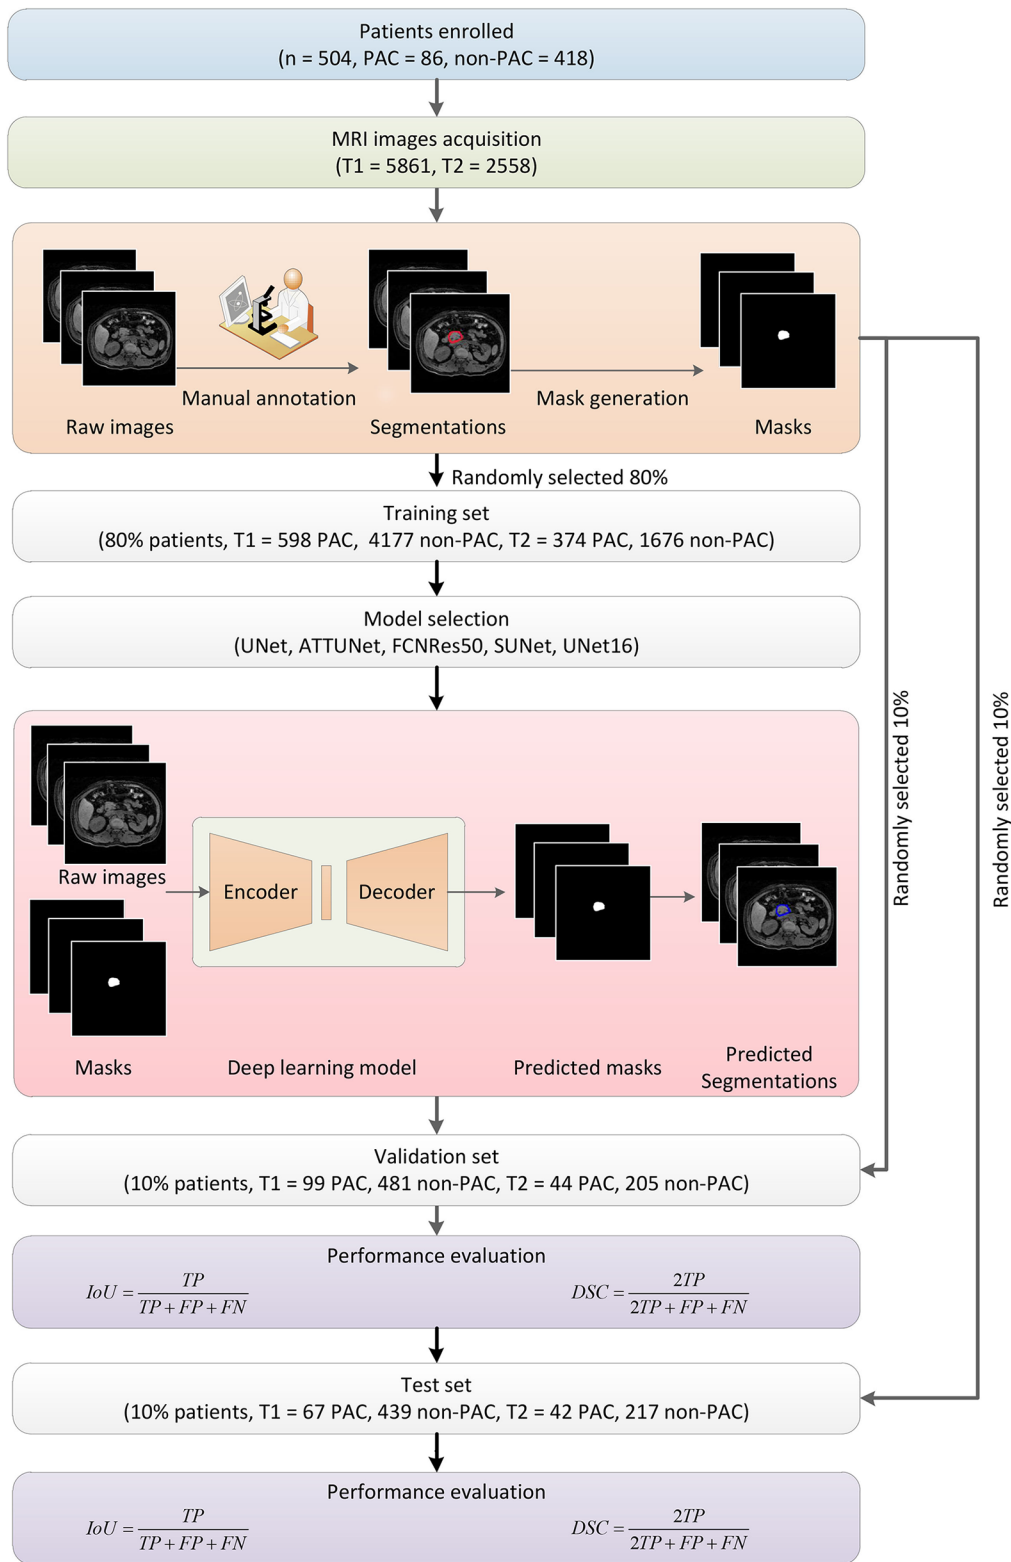 Patients enrolled
(n = 504, PAC = 86, non-PAC = 418)
MRI images acquisition
(T1 = 5861, T2 = 2558)
Manual annotation
Mask generation
Raw images
Segmentations
Masks
Randomly selected 80%
Training set
(80% patients, T1 = 598 PAC, 4177 non-PAC, T2 = 374 PAC, 1676 non-PAC)
Model selection
(UNet, ATTUNet, FCNRes50, SUNet, UNet16)
Randomly selected 10%
Randomly selected 10%
Raw images
Encoder
Decoder
Masks
Deep learning model
Predicted masks
Predicted
Segmentations
Validation set
(10% patients, T1 = 99 PAC, 481 non-PAC, T2 = 44 PAC, 205 non-PAC)
Performance evaluation
IoU = TP / TP + FP + FN
DSC = 2TP / 2TP + FP + FN
Test set
(10% patients, T1 = 67 PAC, 439 non-PAC, T2 = 42 PAC, 217 non-PAC)
Performance evaluation
IoU = TP / TP + FP + FN
DSC = 2TP / 2TP + FP + FN